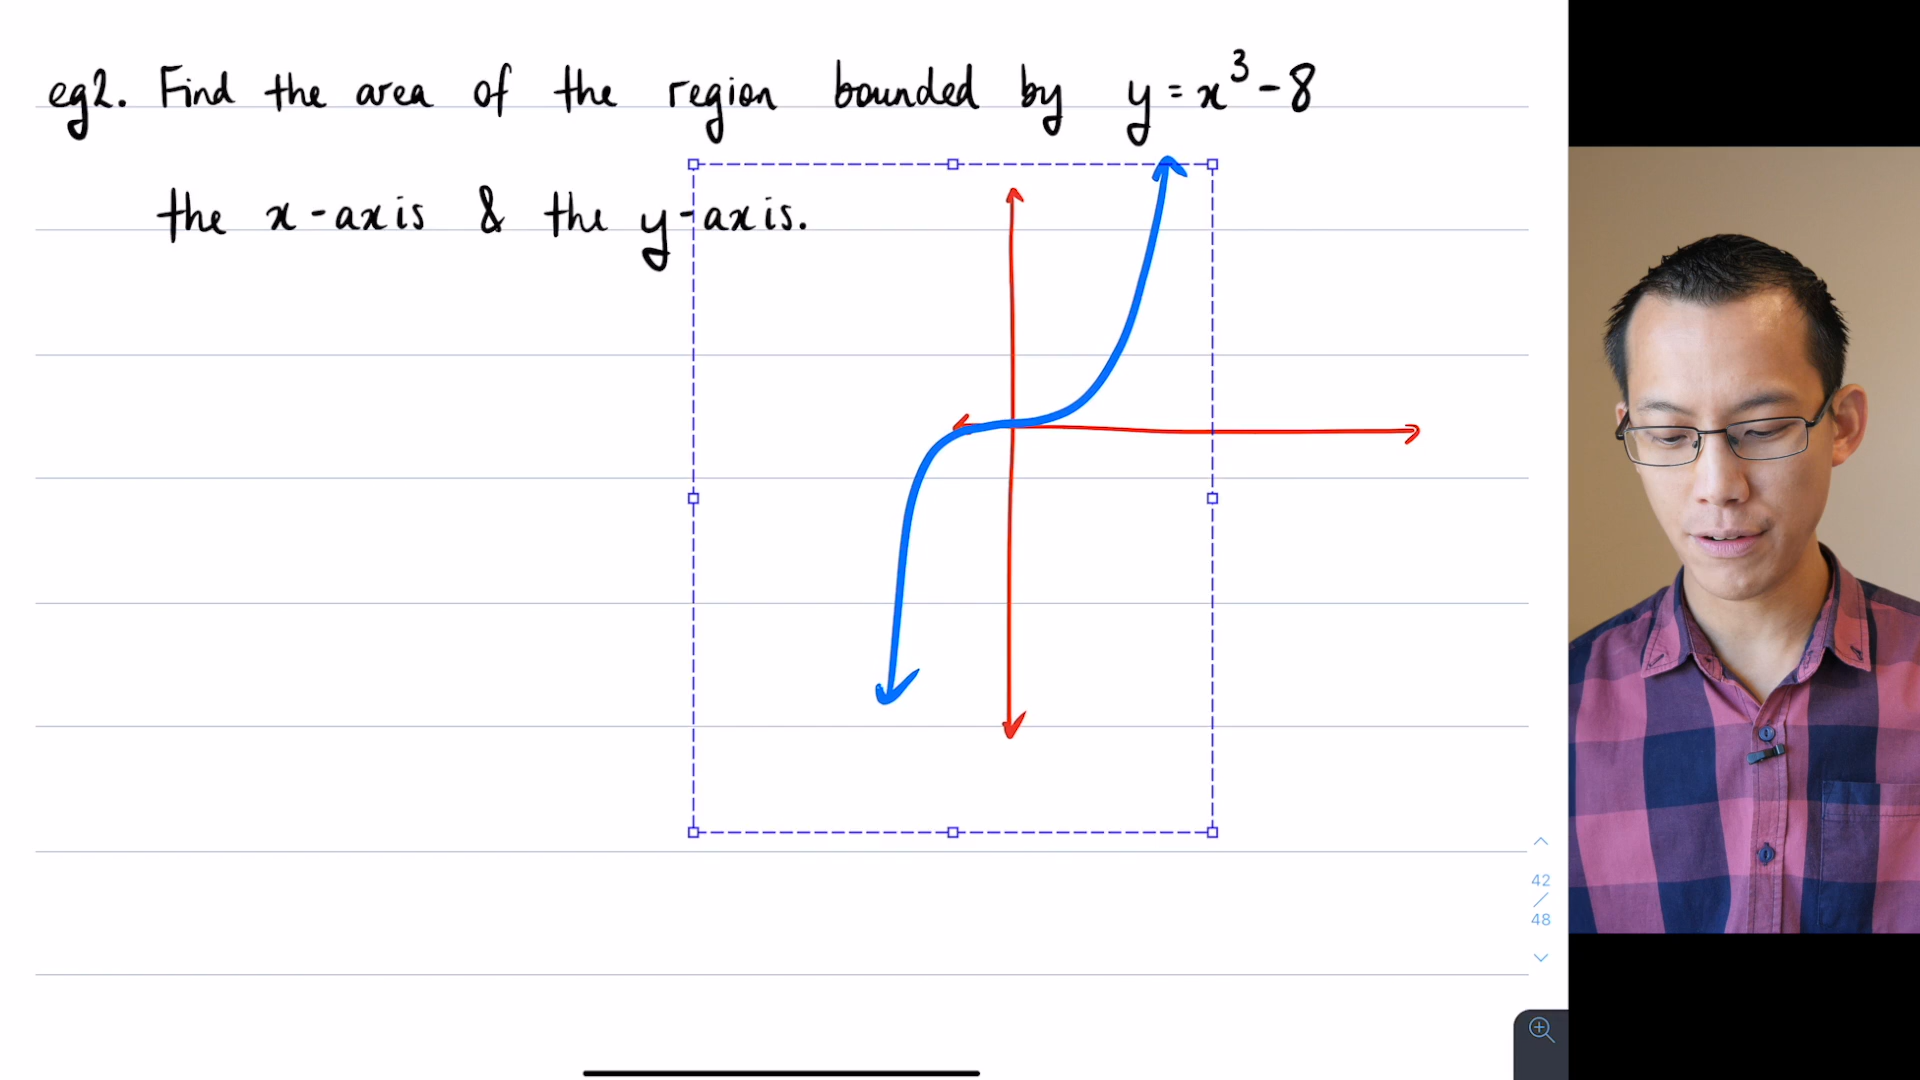 eg2. Find the area of the region bounded by y=x³-8
the x-axis & the y-axis.
42
/
48